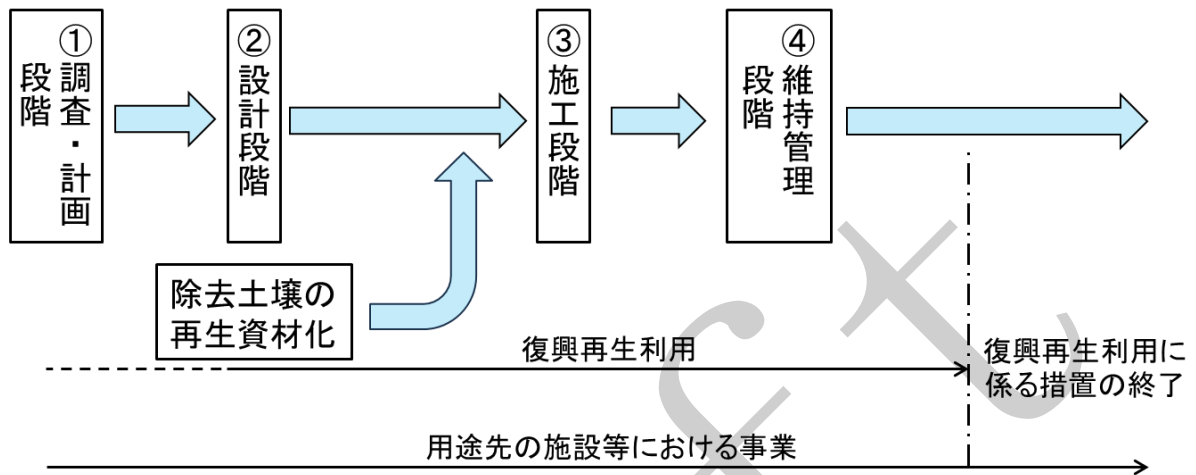 ①調査・計画
段階
②設計段階
③施工段階
④維持管理
段階
除去土壌の
再生資材化
復興再生利用
復興再生利用に
係る措置の終了
用途先の施設等における事業
ft